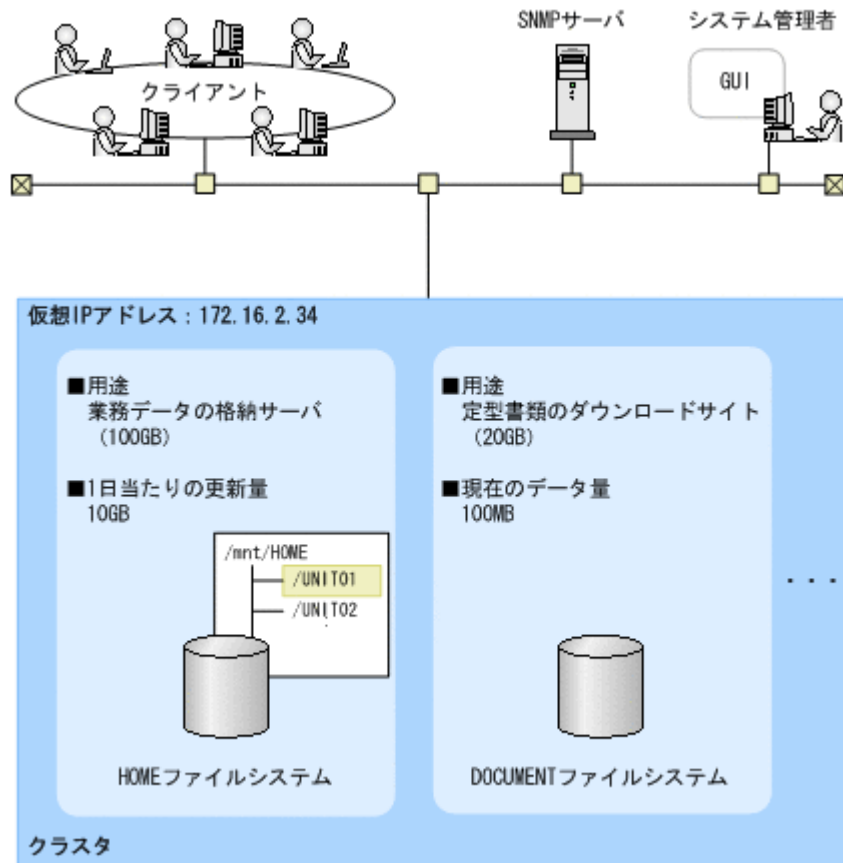 SNMPサーバ
システム管理者
クライアント
GUI
仮想IPアドレス：172.16.2.34
■用途
業務データの格納サーバ
(100GB)
■1日当たりの更新量
10GB
/mnt/HOME
/UNIT01
/UNIT02
HOMEファイルシステム
■用途
定型書類のダウンロードサイト
(20GB)
■現在のデータ量
100MB
DOCUMENTファイルシステム
・・・
クラスタ